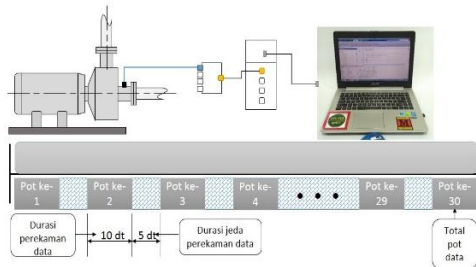 Pot ke-
1
Pot ke-
2
Pot ke-
3
Pot ke-
4
Pot ke-
29
Pot ke-
30
Durasi
perekaman
data
10 dt
5 dt
Durasi jeda
perekaman data
Total
pot
data